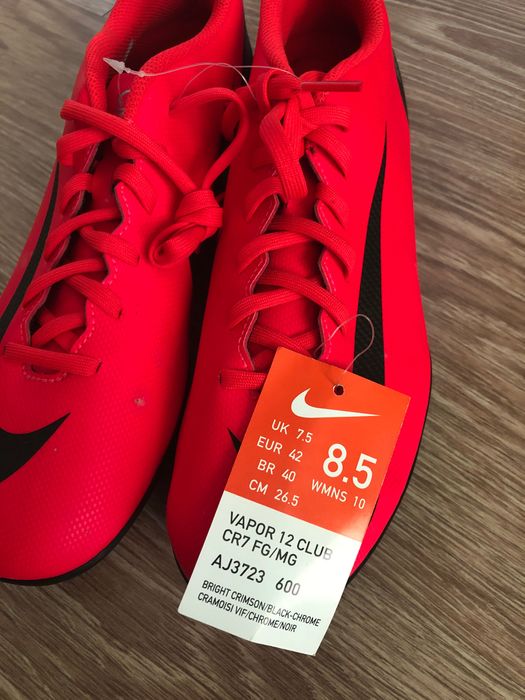 UK 7.5
EUR 42
BR 40
CM 26.5
8.5
WMNS 10
VAPOR 12 CLUB
CR7 FG/MG
AJ3723 600
BRIGHT CRIMSON/BLACK-CHROME
CRAMOISI VIF/CHROME/NOIR